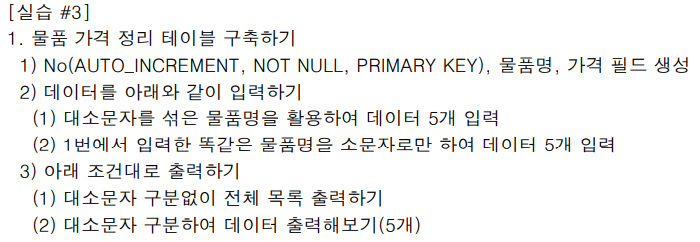 [실습 #3]
1. 물품 가격 정리 테이블 구축하기
1) No(AUTO_INCREMENT, NOT NULL, PRIMARY KEY), 물품명, 가격 필드 생성
2) 데이터를 아래와 같이 입력하기
(1) 대소문자를 섞은 물품명을 활용하여 데이터 5개 입력
(2) 1번에서 입력한 똑같은 물품명을 소문자로만 하여 데이터 5개 입력
3) 아래 조건대로 출력하기
(1) 대소문자 구분없이 전체 목록 출력하기
(2) 대소문자 구분하여 데이터 출력해보기(5개)